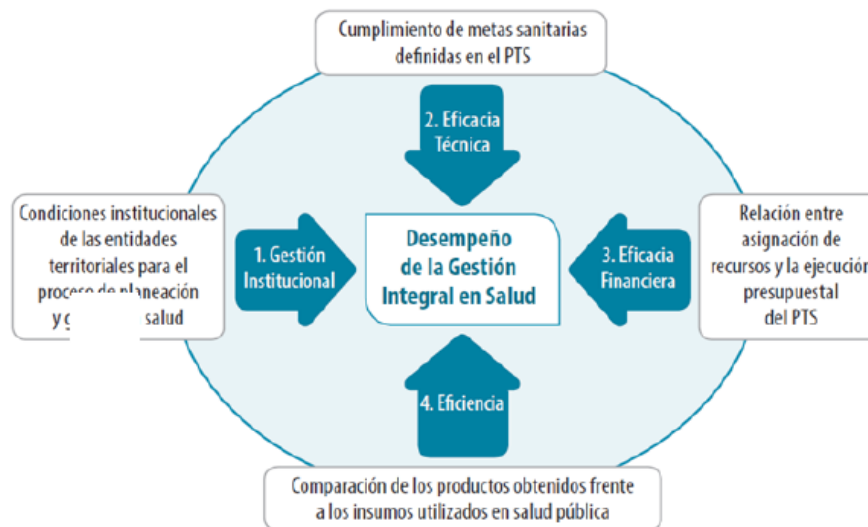 Cumplimiento de metas sanitarias
definidas en el PTS
2. Eficacia
Técnica
Condiciones institucionales
de las entidades
territoriales para el
proceso de planeación
y g salud
1. Gestión
Institucional
Desempeño
de la Gestión
Integral en Salud
3. Eficacia
Financiera
Relación entre
asignación de
recursos y la ejecución
presupuestal
del PTS
4. Eficiencia
Comparación de los productos obtenidos frente
a los insumos utilizados en salud pública